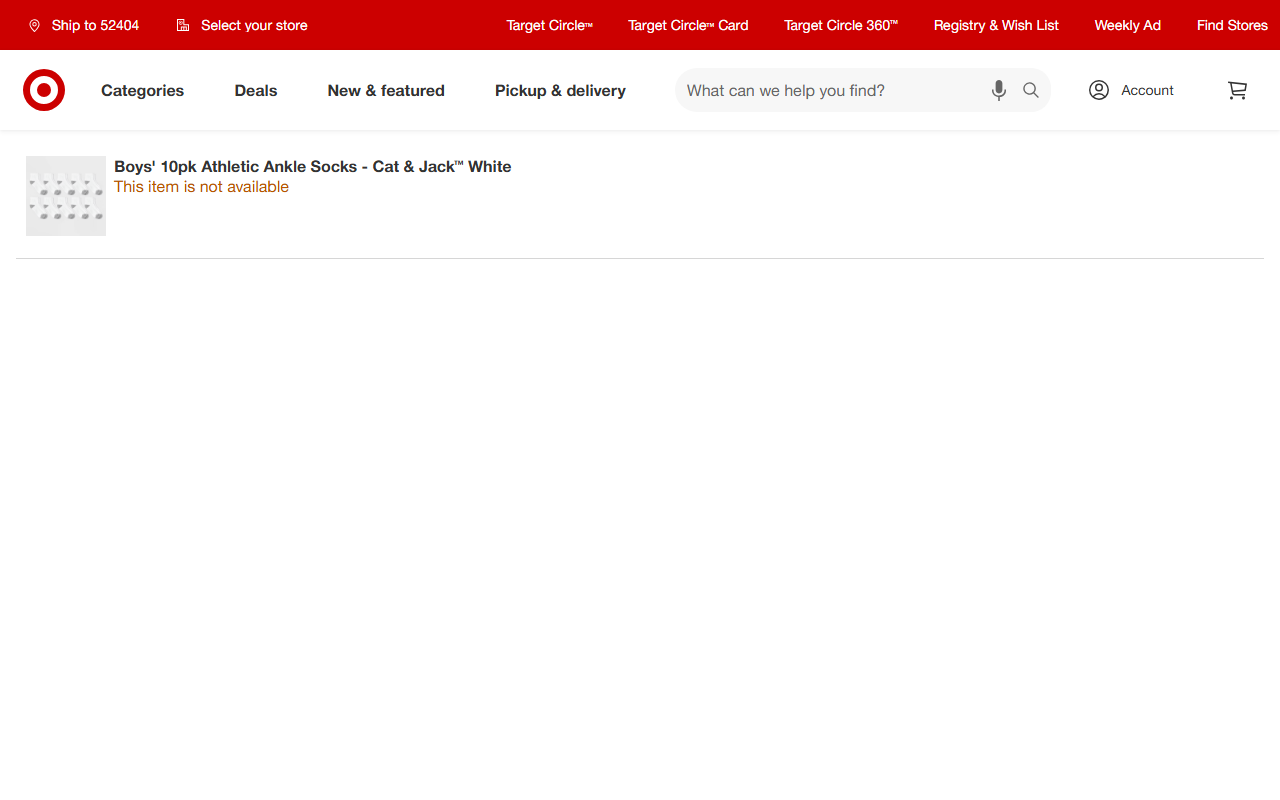 Ship to 52404
Select your store
Target Circle™
Target Circle™ Card
Target Circle 360™
Registry & Wish List
Weekly Ad
Find Stores
Categories
Deals
New & featured
Pickup & delivery
What can we help you find?
Account
Boys' 10pk Athletic Ankle Socks - Cat & Jack™ White
This item is not available